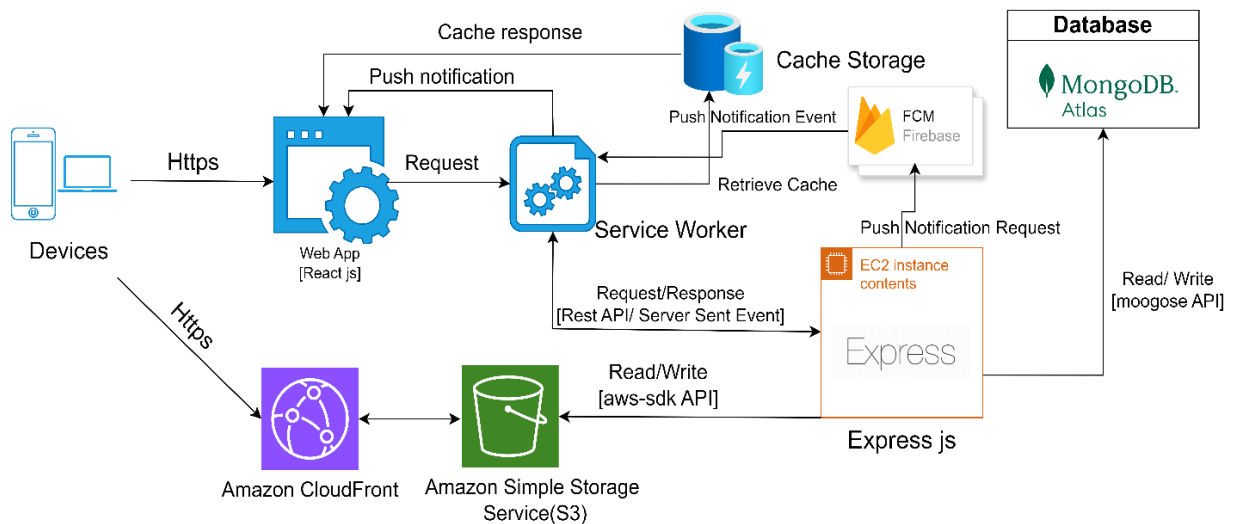 Database
MongoDB.
Atlas
Cache response
Cache Storage
Push notification
Push Notification Event
FCM
Firebase
Https
Request
Retrieve Cache
Devices
Web App
[React js]
Service Worker
Push Notification Request
EC2 instance
contents
Express
Express js
Read/ Write
[moogose API]
Request/Response
[Rest API/ Server Sent Event]
Https
Read/Write
[aws-sdk API]
Amazon CloudFront
Amazon Simple Storage
Service(S3)